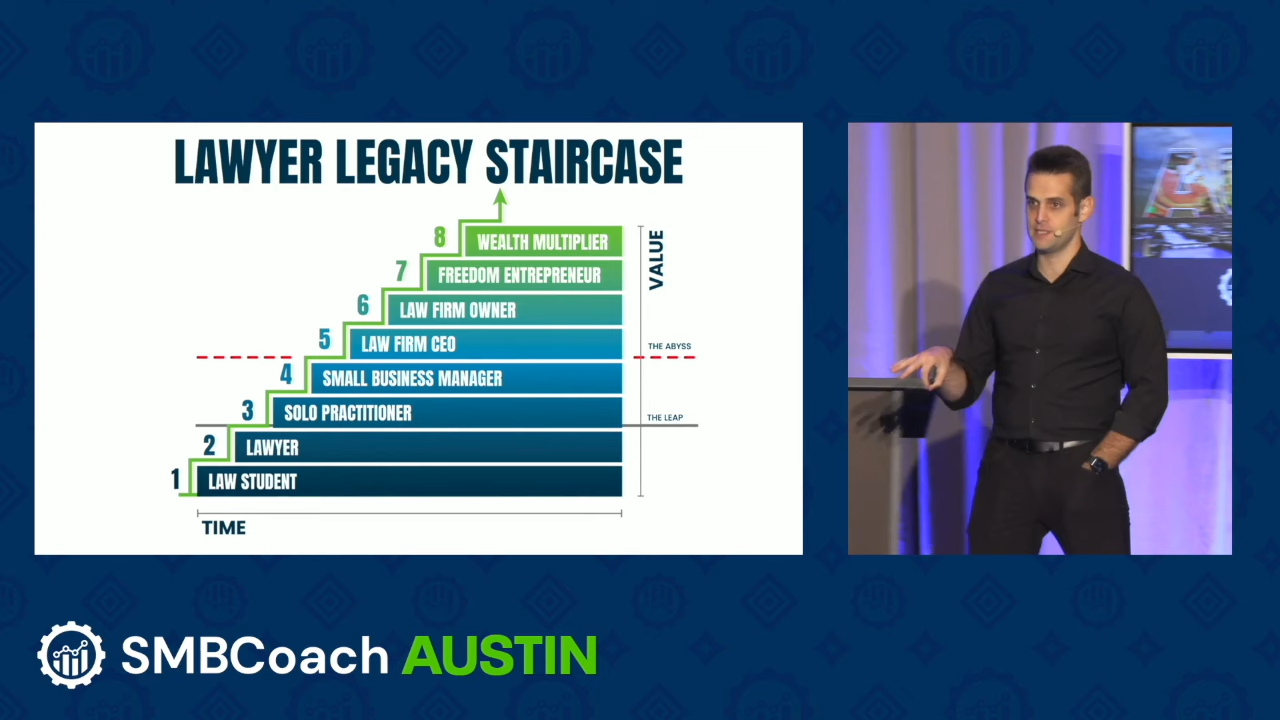 LAWYER LEGACY STAIRCASE
8 WEALTH MULTIPLIER
7 FREEDOM ENTREPRENEUR
6 LAW FIRM OWNER
5 LAW FIRM CEO
4 SMALL BUSINESS MANAGER
3 SOLO PRACTITIONER
2 LAWYER
1 LAW STUDENT
VALUE
THE ABYSS
THE LEAP
TIME
SMBCoach AUSTIN